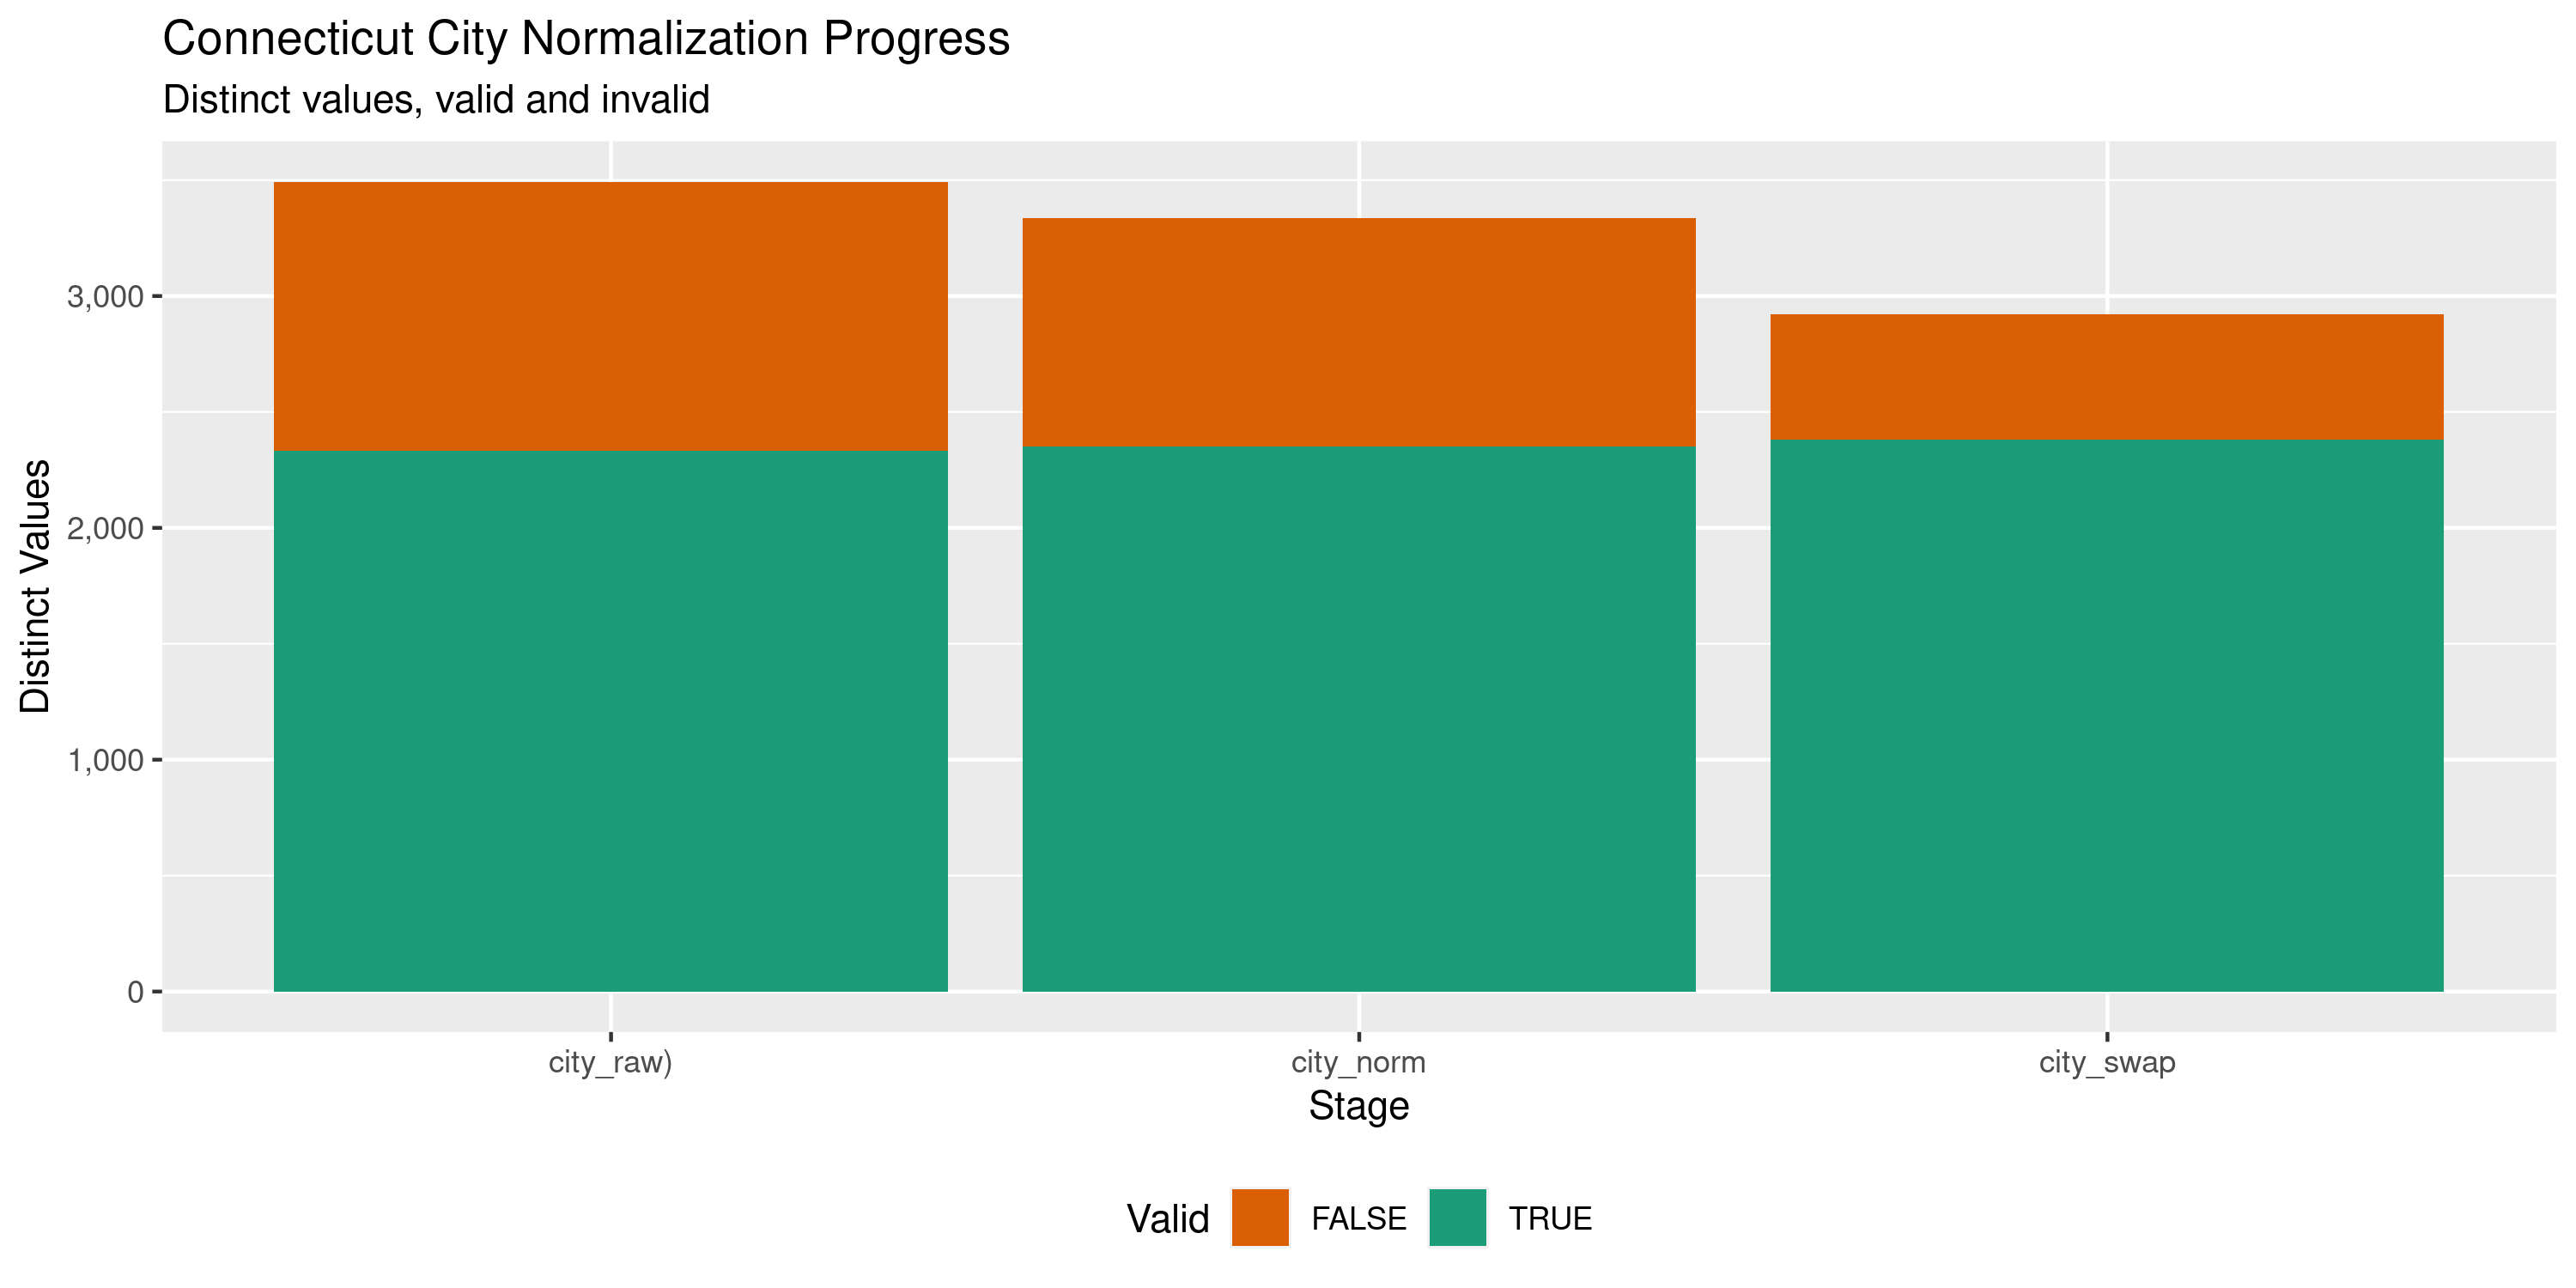 Connecticut City Normalization Progress
Distinct values, valid and invalid
Distinct Values
3,000
2,000
1,000
0
city_raw)
city_norm
city_swap
Stage
Valid
FALSE
TRUE